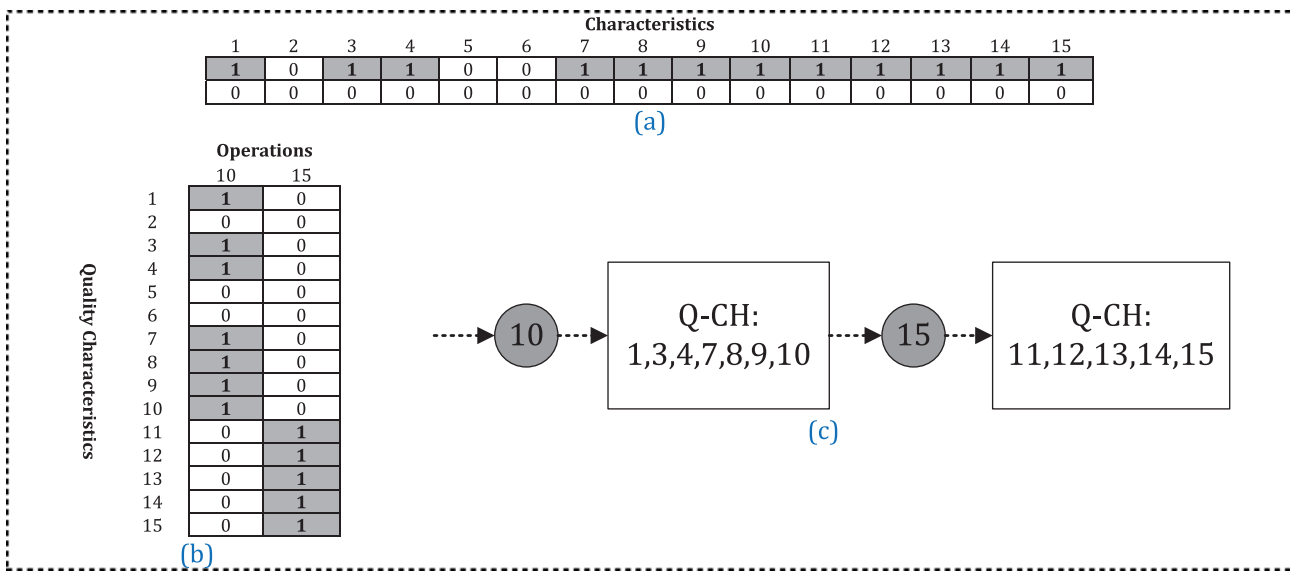 Characteristics
1 2 3 4 5 6 7 8 9 10 11 12 13 14 15
1 0 1 1 0 0 1 1 1 1 1 1 1 1 1
0 0 0 0 0 0 0 0 0 0 0 0 0 0 0
(a)
Operations
10 15
Quality Characteristics
1 1 0
2 0 0
3 1 0
4 1 0
5 0 0
6 0 0
7 1 0
8 1 0
9 1 0
10 1 0
11 0 1
12 0 1
13 0 1
14 0 1
15 0 1
(b)
10
Q-CH:
1,3,4,7,8,9,10
15
Q-CH:
11,12,13,14,15
(c)